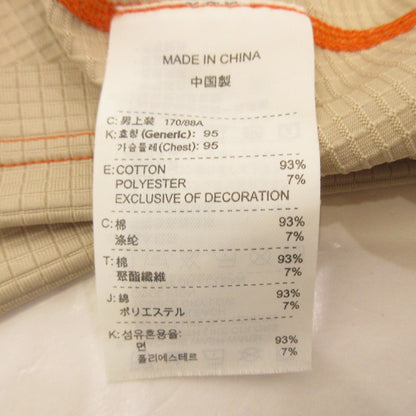 MADE IN CHINA
中国製
C: 男上装 170/88A
K: 호칭(Generic): 95
가슴둘레(Chest): 95
E: COTTON 93%
POLYESTER 7%
EXCLUSIVE OF DECORATION
C: 棉 93%
涤纶 7%
T: 棉 93%
聚酯纖維 7%
J: 綿 93%
ポリエステル 7%
K: 섬유혼용율:
면 93%
폴리에스테르 7%